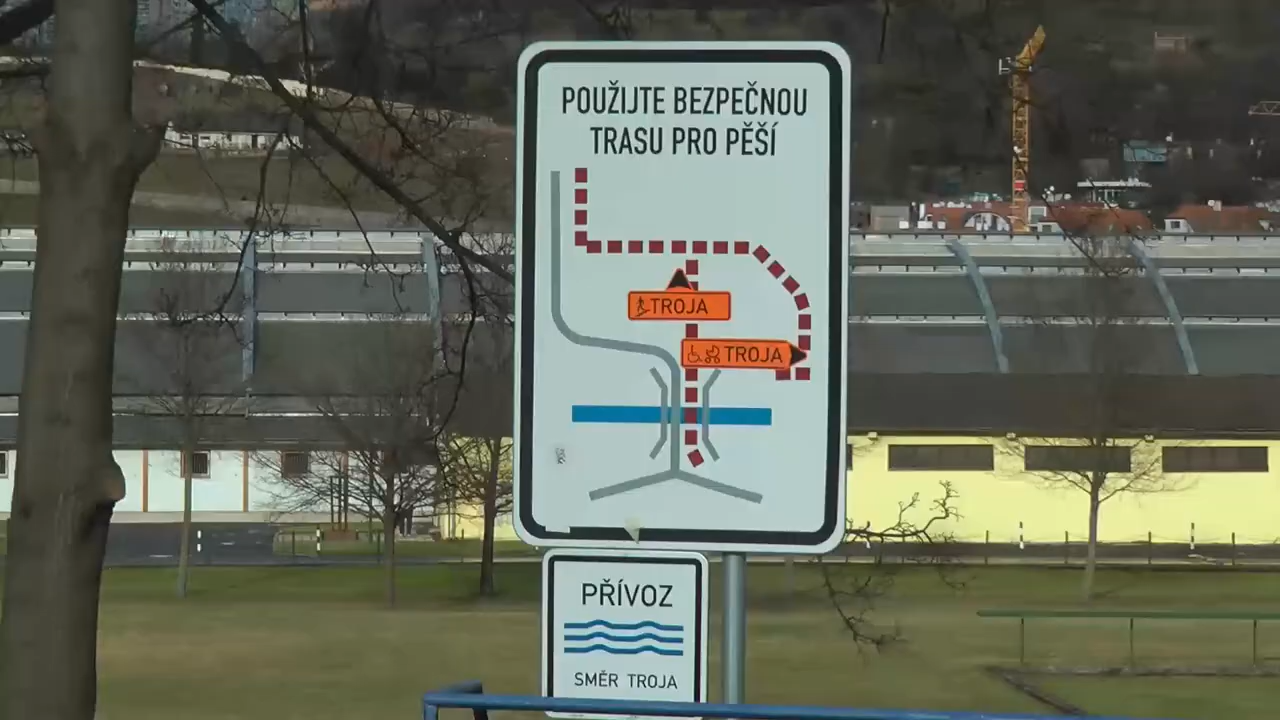 POUŽIJTE BEZPEČNOU
TRASU PRO PĚŠÍ
TROJA
TROJA
PŘÍVOZ
SMĚR TROJA